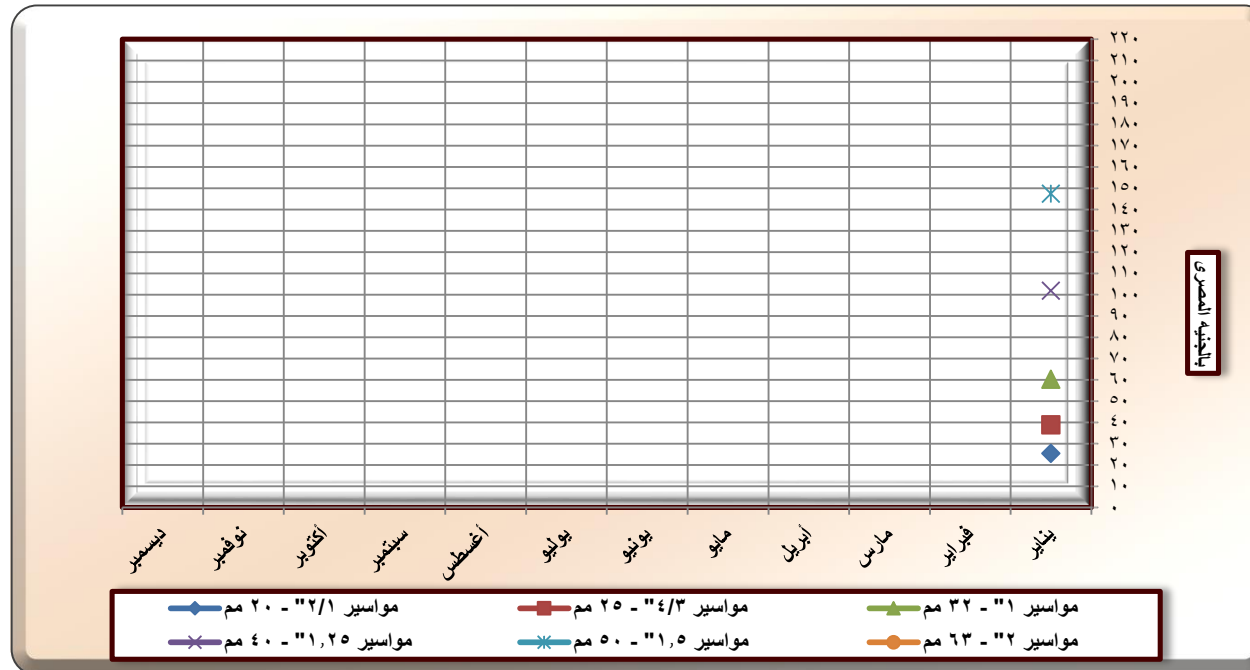 ٢٢٠
٢١٠
٢٠٠
١٩٠
١٨٠
١٧٠
١٦٠
١٥٠
١٤٠
١٣٠
١٢٠
١١٠
١٠٠
٩٠
٨٠
٧٠
٦٠
٥٠
٤٠
٣٠
٢٠
١٠
٠
بالجنيه المصرى
يناير
فبراير
مارس
أبريل
مايو
يونيو
يوليو
أغسطس
سبتمبر
أكتوبر
نوفمبر
ديسمبر
مواسير ٢/١" - ٢٠ مم
مواسير ٤/٣" - ٢٥ مم
مواسير ١" - ٣٢ مم
مواسير ١,٢٥" - ٤٠ مم
مواسير ١,٥" - ٥٠ مم
مواسير ٢" - ٦٣ مم